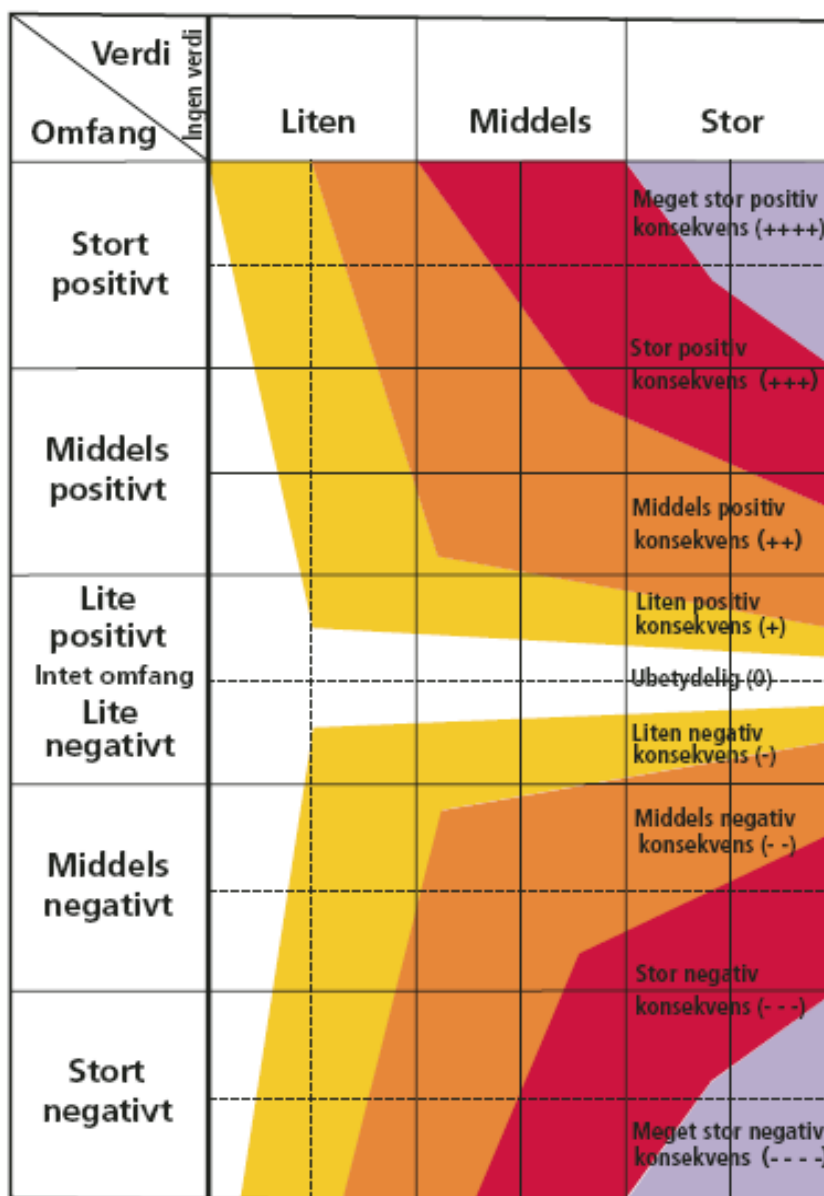 Verdi
Ingen verdi
Omfang
Liten
Middels
Stor
Stort
positivt
Meget stor positiv
konsekvens (++++)
Stor positiv
konsekvens (+++)
Middels
positivt
Middels positiv
konsekvens (++)
Lite
positivt
Liten positiv
konsekvens (+)
Intet omfang
Ubetydelig (0)
Lite
negativt
Liten negativ
konsekvens (-)
Middels
negativt
Middels negativ
konsekvens (- -)
Stor negativ
konsekvens (- - -)
Stort
negativt
Meget stor negativ
konsekvens (- - - -)